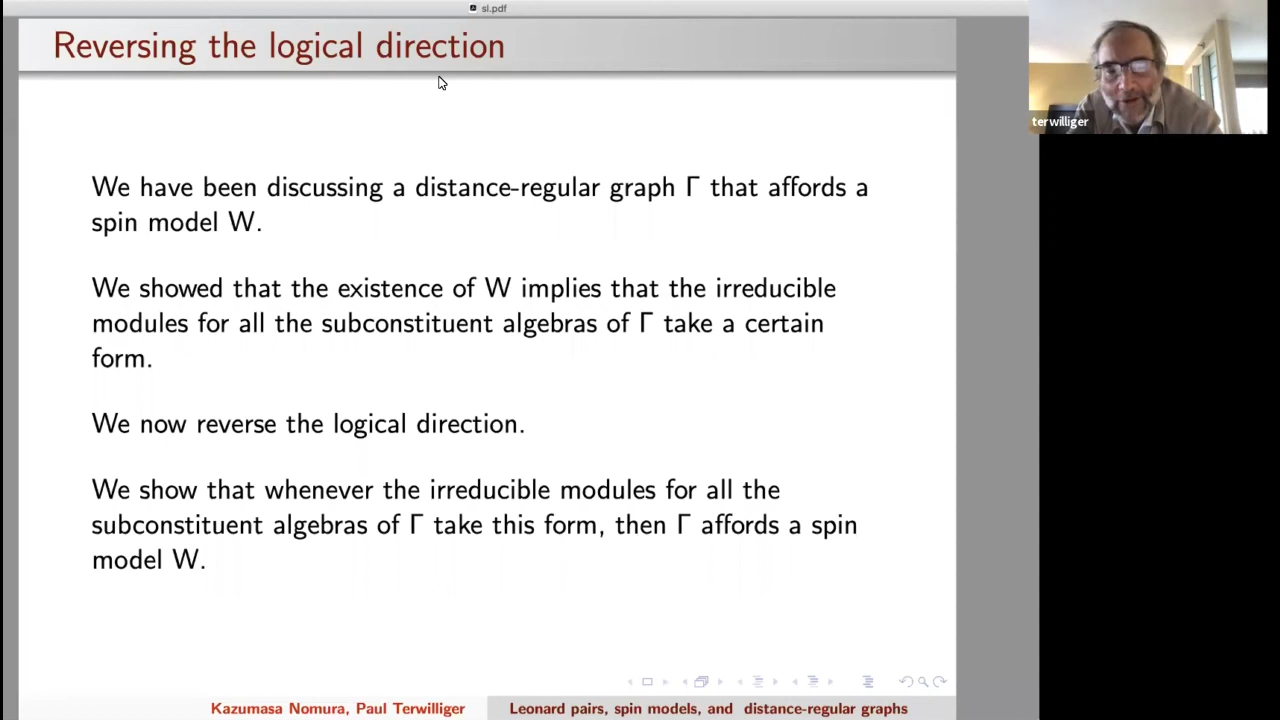 sl.pdf
Reversing the logical direction
terwilliger
We have been discussing a distance-regular graph Γ that affords a
spin model W.
We showed that the existence of W implies that the irreducible
modules for all the subconstituent algebras of Γ take a certain
form.
We now reverse the logical direction.
We show that whenever the irreducible modules for all the
subconstituent algebras of Γ take this form, then Γ affords a spin
model W.
Kazumasa Nomura, Paul Terwilliger
Leonard pairs, spin models, and distance-regular graphs